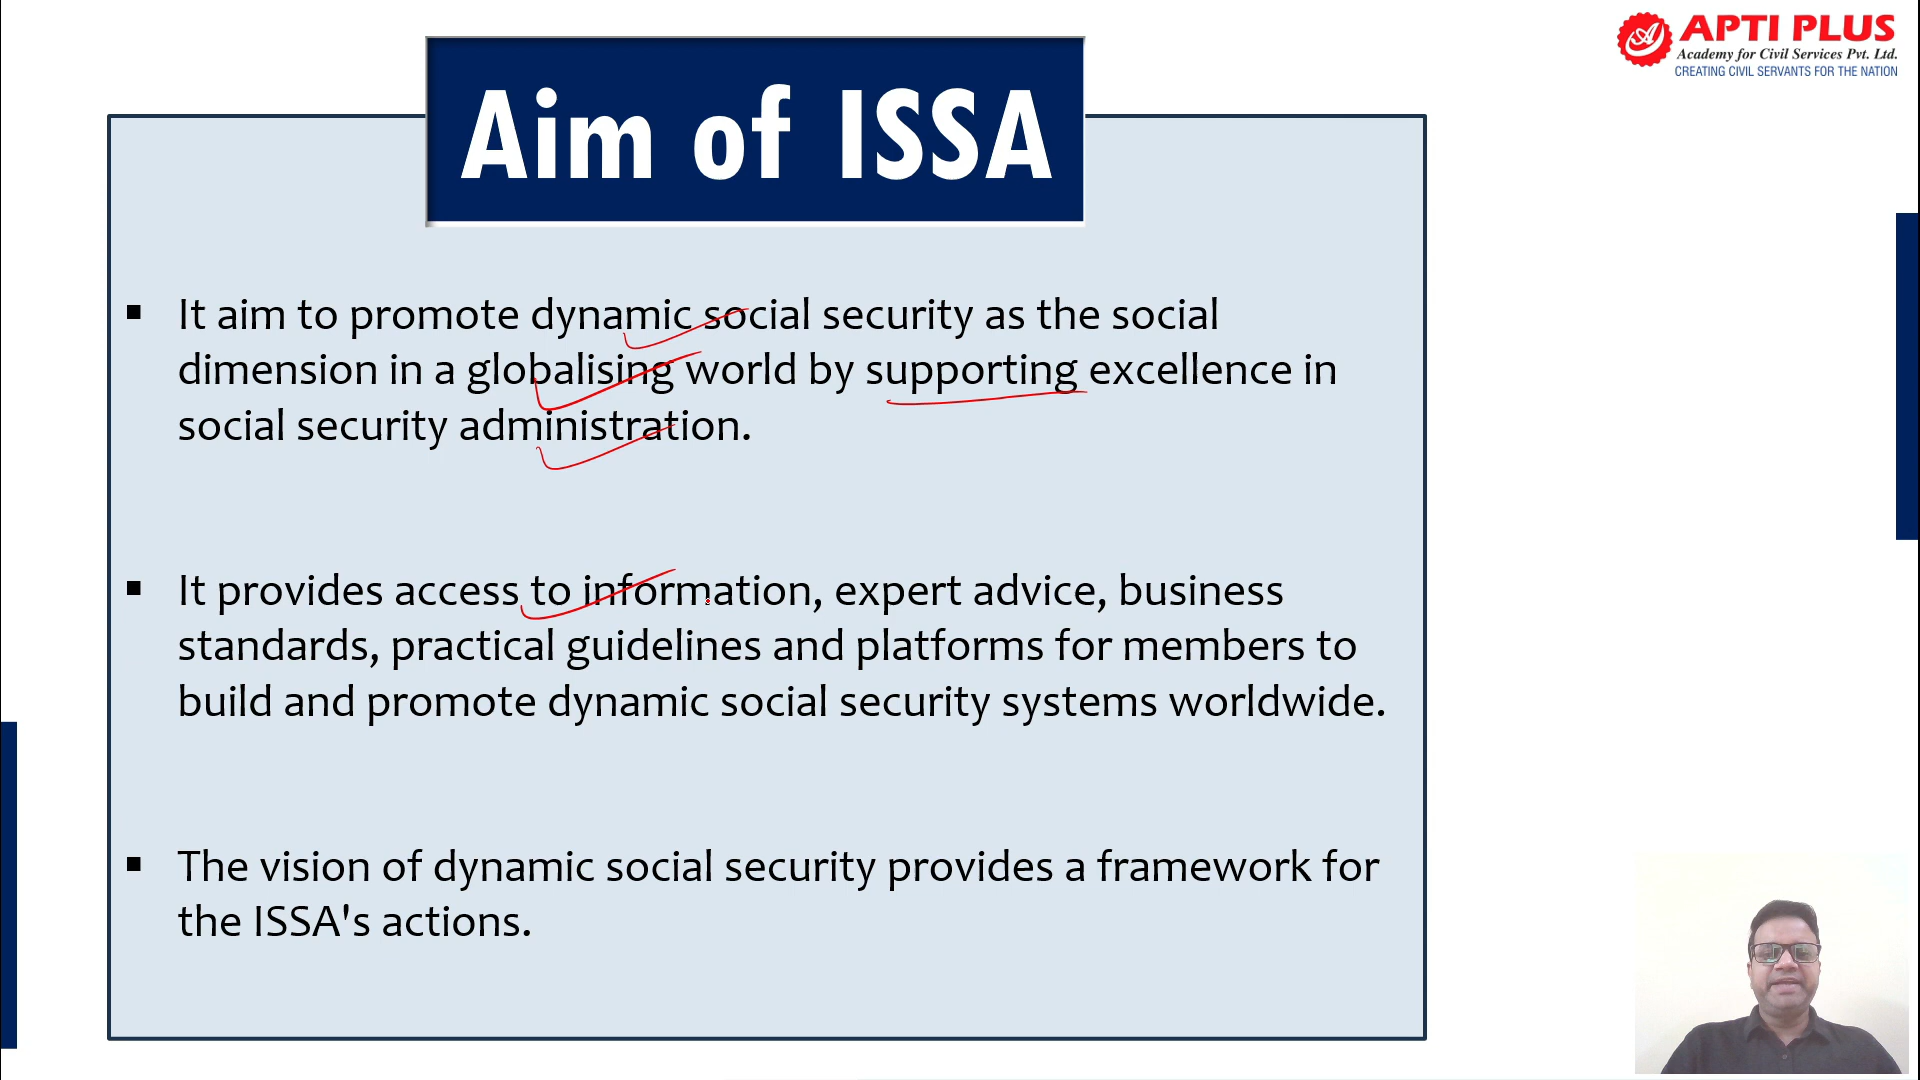 APTI PLUS
Academy for Civil Services Pvt. Ltd.
CREATING CIVIL SERVANTS FOR THE NATION
Aim of ISSA
▪ It aim to promote dynamic social security as the social
dimension in a globalising world by supporting excellence in
social security administration.
▪ It provides access to information, expert advice, business
standards, practical guidelines and platforms for members to
build and promote dynamic social security systems worldwide.
▪ The vision of dynamic social security provides a framework for
the ISSA's actions.